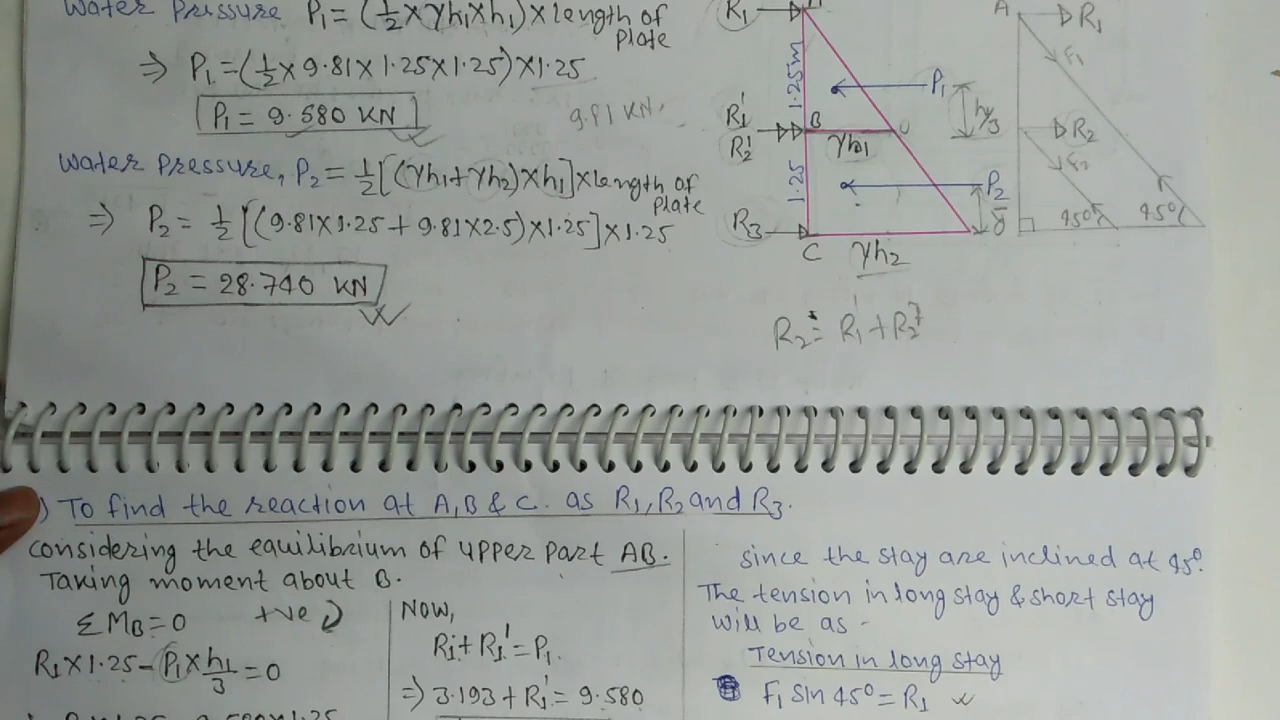 Water Pressure P1 = (1/2 × γh1 × h1) × length of plate
⇒ P1 = (1/2 × 9.81 × 1.25 × 1.25) × 1.25
P1 = 9.580 KN
9.81 KN.
Water Pressure, P2 = 1/2 [(γh1 + γh2) × h1] × length of plate
⇒ P2 = 1/2 [(9.81×1.25 + 9.81×2.5) × 1.25] × 1.25
P2 = 28.740 KN
R1
1.25m
P1
h/3
R1'
R2'
B
γh1
1.25
P2
ȳ
R3
C
γh2
A
R1
F1
R2
F2
45°
45°
R2 = R1' + R2'
) To find the reaction at A, B & C. as R1, R2 and R3.
Considering the equilibrium of upper part AB.
Taking moment about B.
ΣMB = 0 +ve
R1 × 1.25 - P1 × h1/3 = 0
Now,
R1 + R1' = P1.
⇒ 3.193 + R1' = 9.580
since the stay are inclined at 45°.
The tension in long stay & short stay
will be as -
Tension in long stay
F1 sin 45° = R1